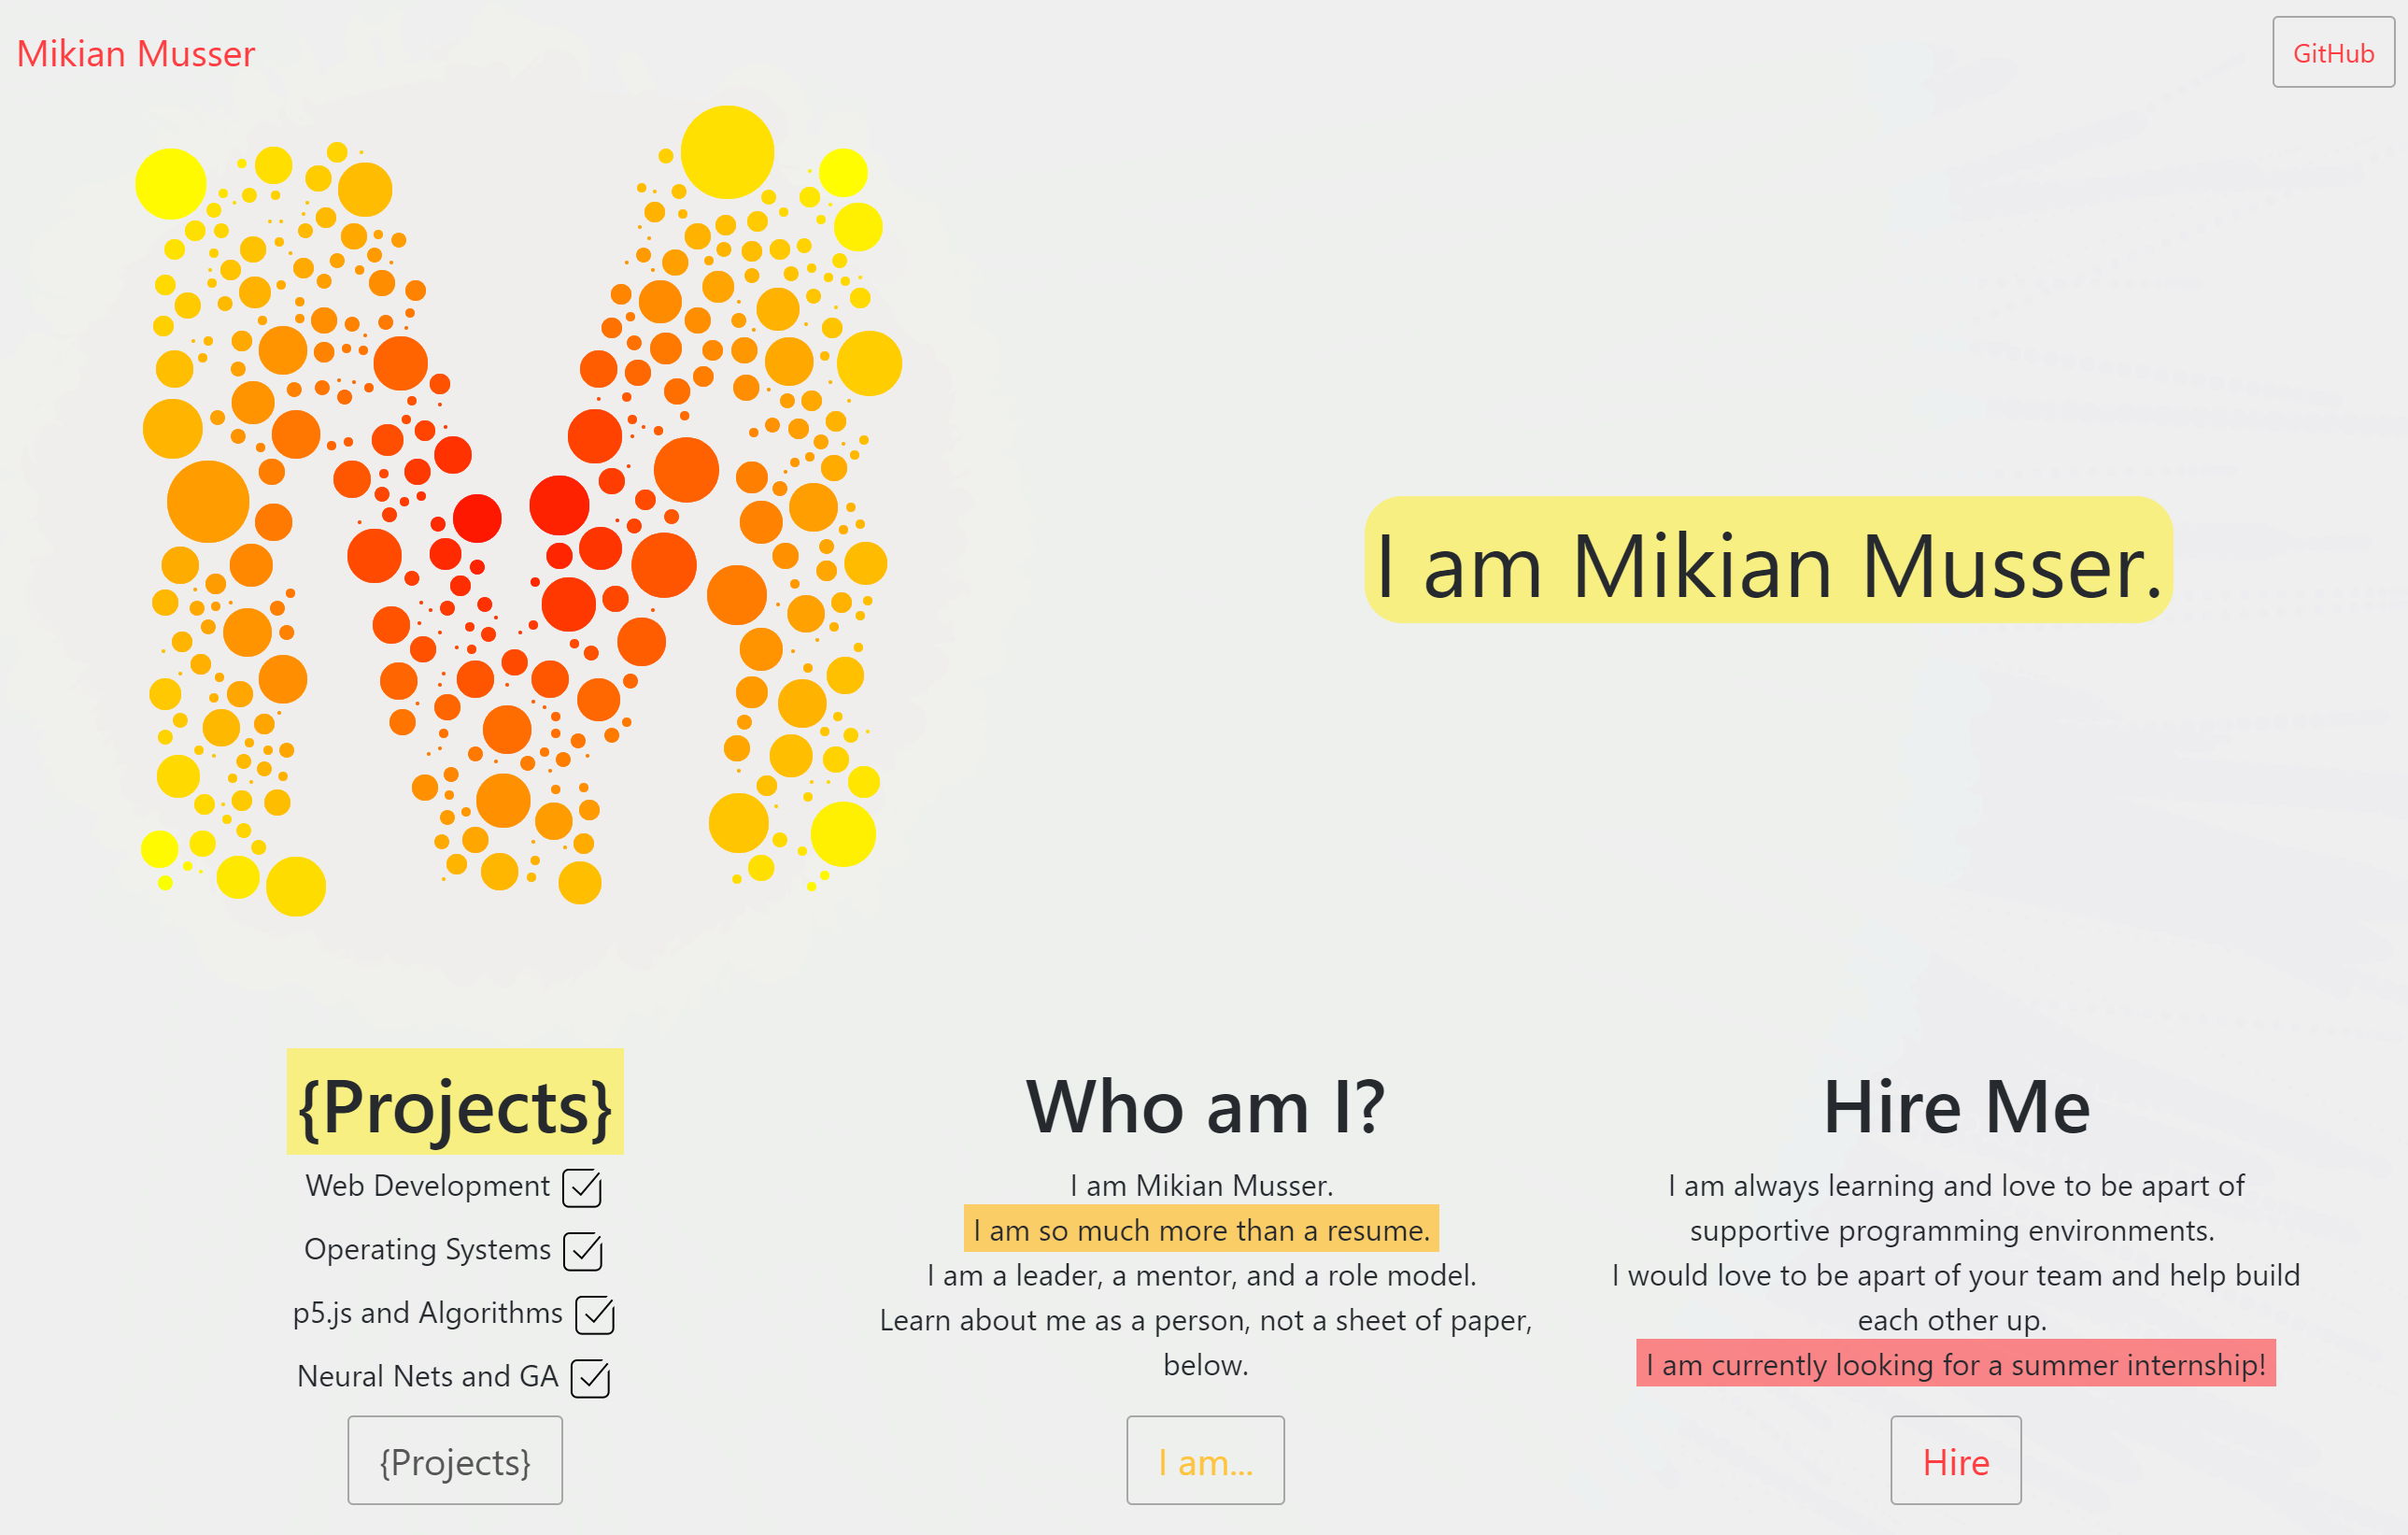 Mikian Musser
GitHub
M
I am Mikian Musser.
{Projects}
Web Development
Operating Systems
p5.js and Algorithms
Neural Nets and GA
{Projects}
Who am I?
I am Mikian Musser.
I am so much more than a resume.
I am a leader, a mentor, and a role model.
Learn about me as a person, not a sheet of paper,
below.
I am...
Hire Me
I am always learning and love to be apart of
supportive programming environments.
I would love to be apart of your team and help build
each other up.
I am currently looking for a summer internship!
Hire